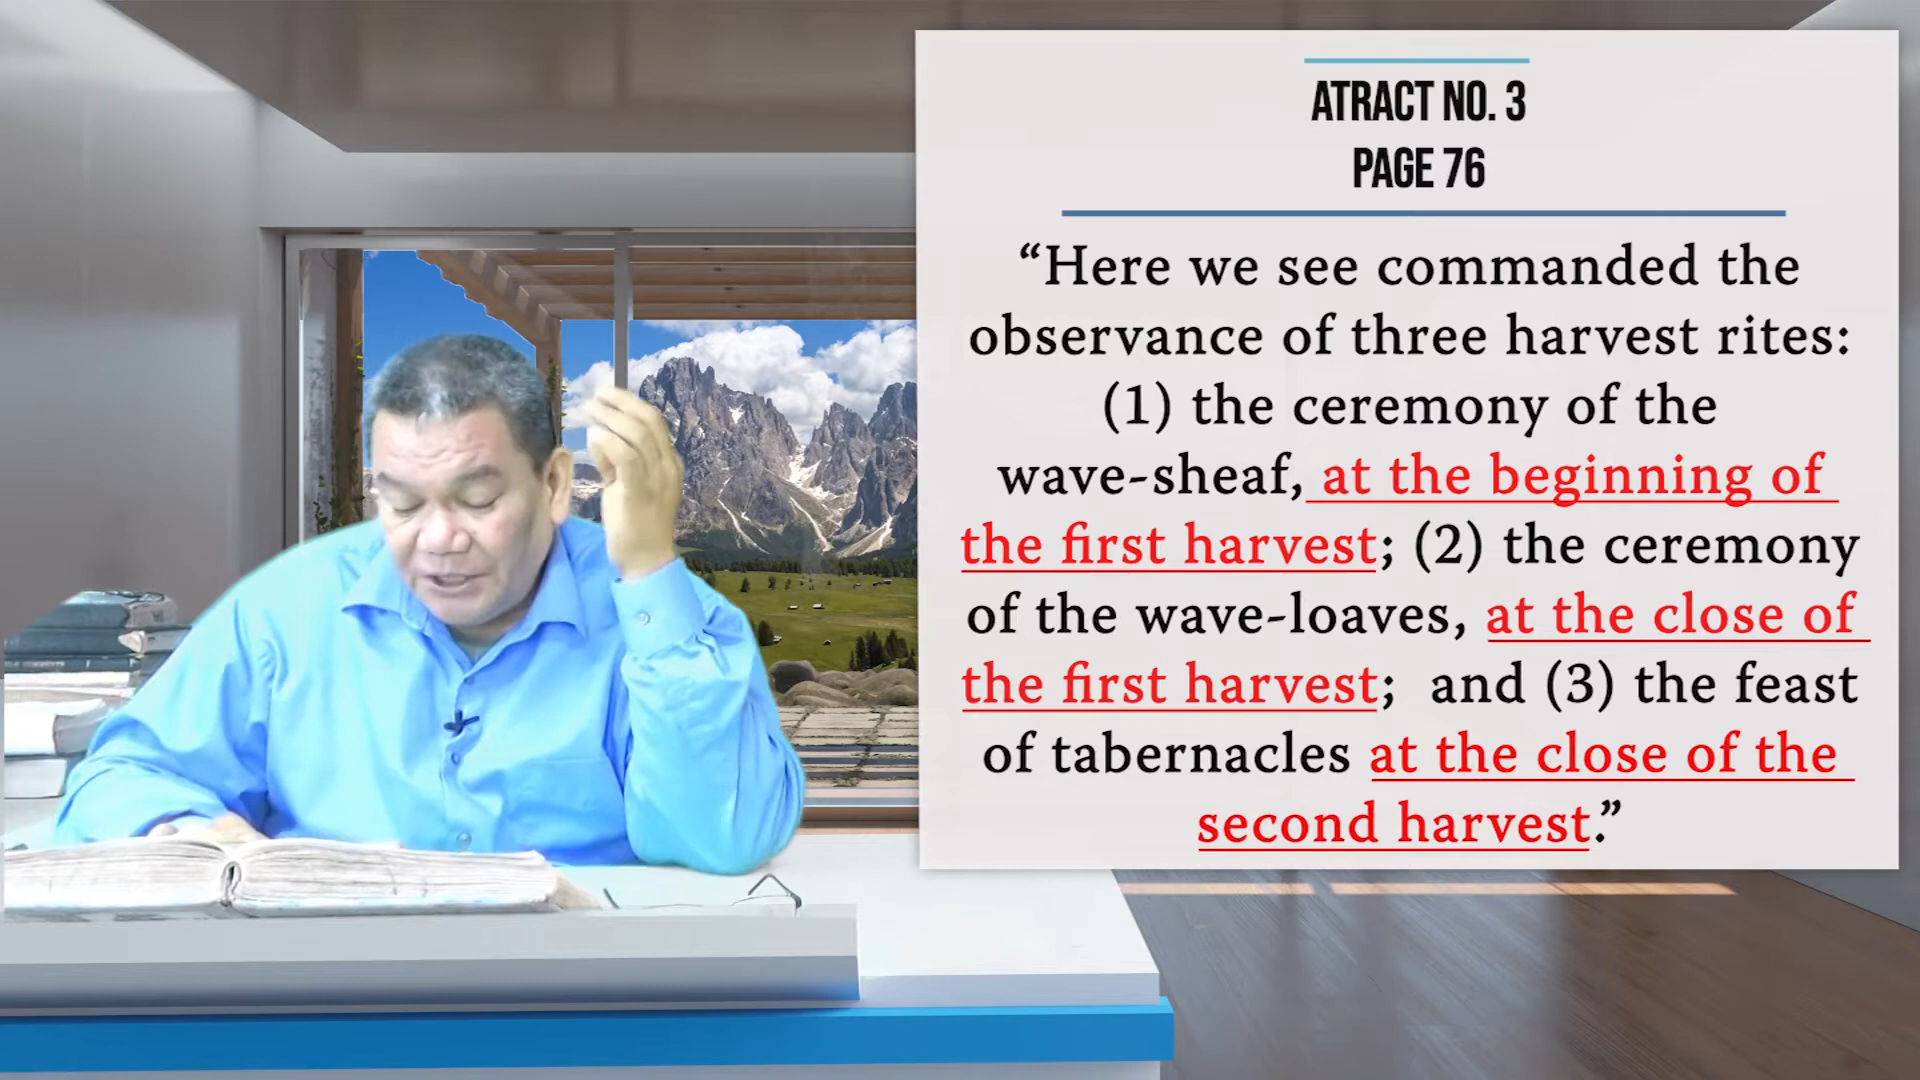 ATRACT NO. 3
PAGE 76
“Here we see commanded the
observance of three harvest rites:
(1) the ceremony of the
wave-sheaf, at the beginning of
the first harvest; (2) the ceremony
of the wave-loaves, at the close of
the first harvest; and (3) the feast
of tabernacles at the close of the
second harvest.”